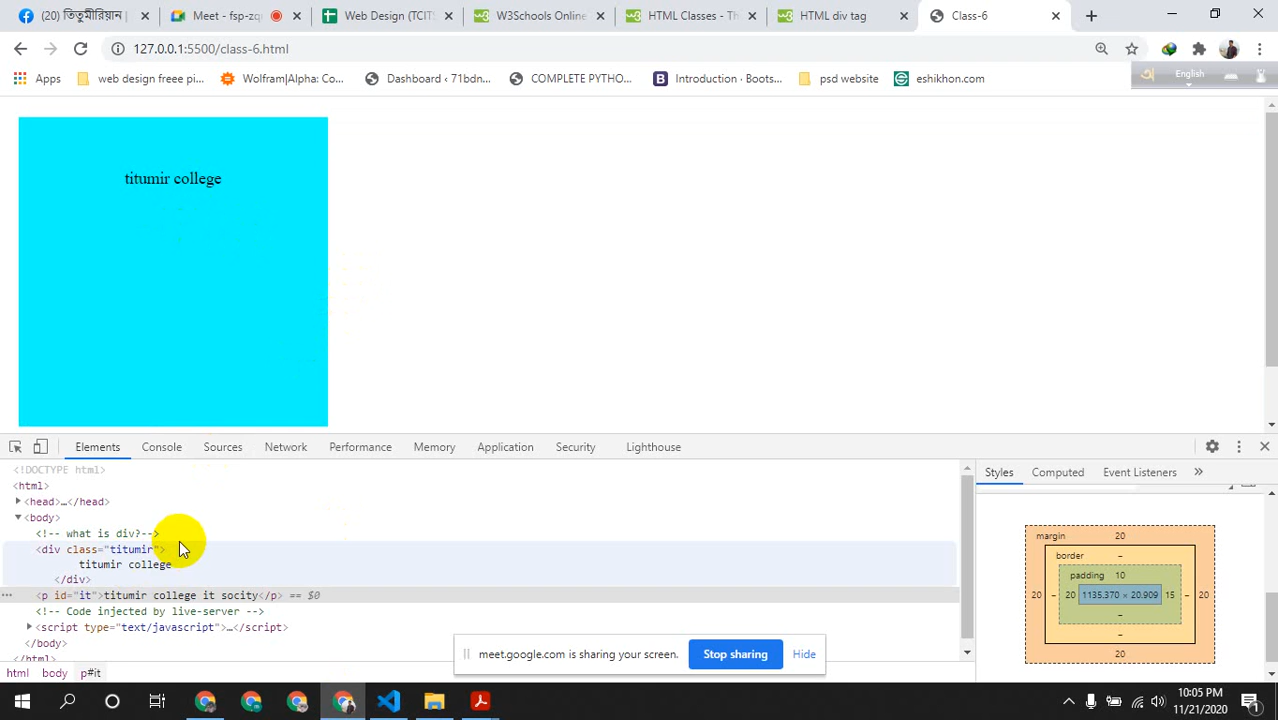 (20) তিতুমীরিয়ান |
Meet - fsp-zq
Web Design (TCITS
W3Schools Online
HTML Classes - Th
HTML div tag
Class-6
127.0.0.1:5500/class-6.html
Apps
web design freee pi...
Wolfram|Alpha: Co...
Dashboard ‹ 71bdn...
COMPLETE PYTHO...
Introduction · Boots...
psd website
eshikhon.com
English
titumir college
Elements
Console
Sources
Network
Performance
Memory
Application
Security
Lighthouse
<!DOCTYPE html>
<html>
<head>…</head>
<body>
<!-- what is div?-->
<div class="titumir">
titumir college
</div>
<p id="it">titumir college it socity</p> == $0
<!-- Code injected by live-server -->
<script type="text/javascript">…</script>
</body>
</html>
html body p#it
Styles
Computed
Event Listeners
margin 20
border –
padding 10
20 – 20 1135.370 × 20.909 15 – 20
–
–
20
meet.google.com is sharing your screen.
Stop sharing
Hide
10:05 PM
11/21/2020
1